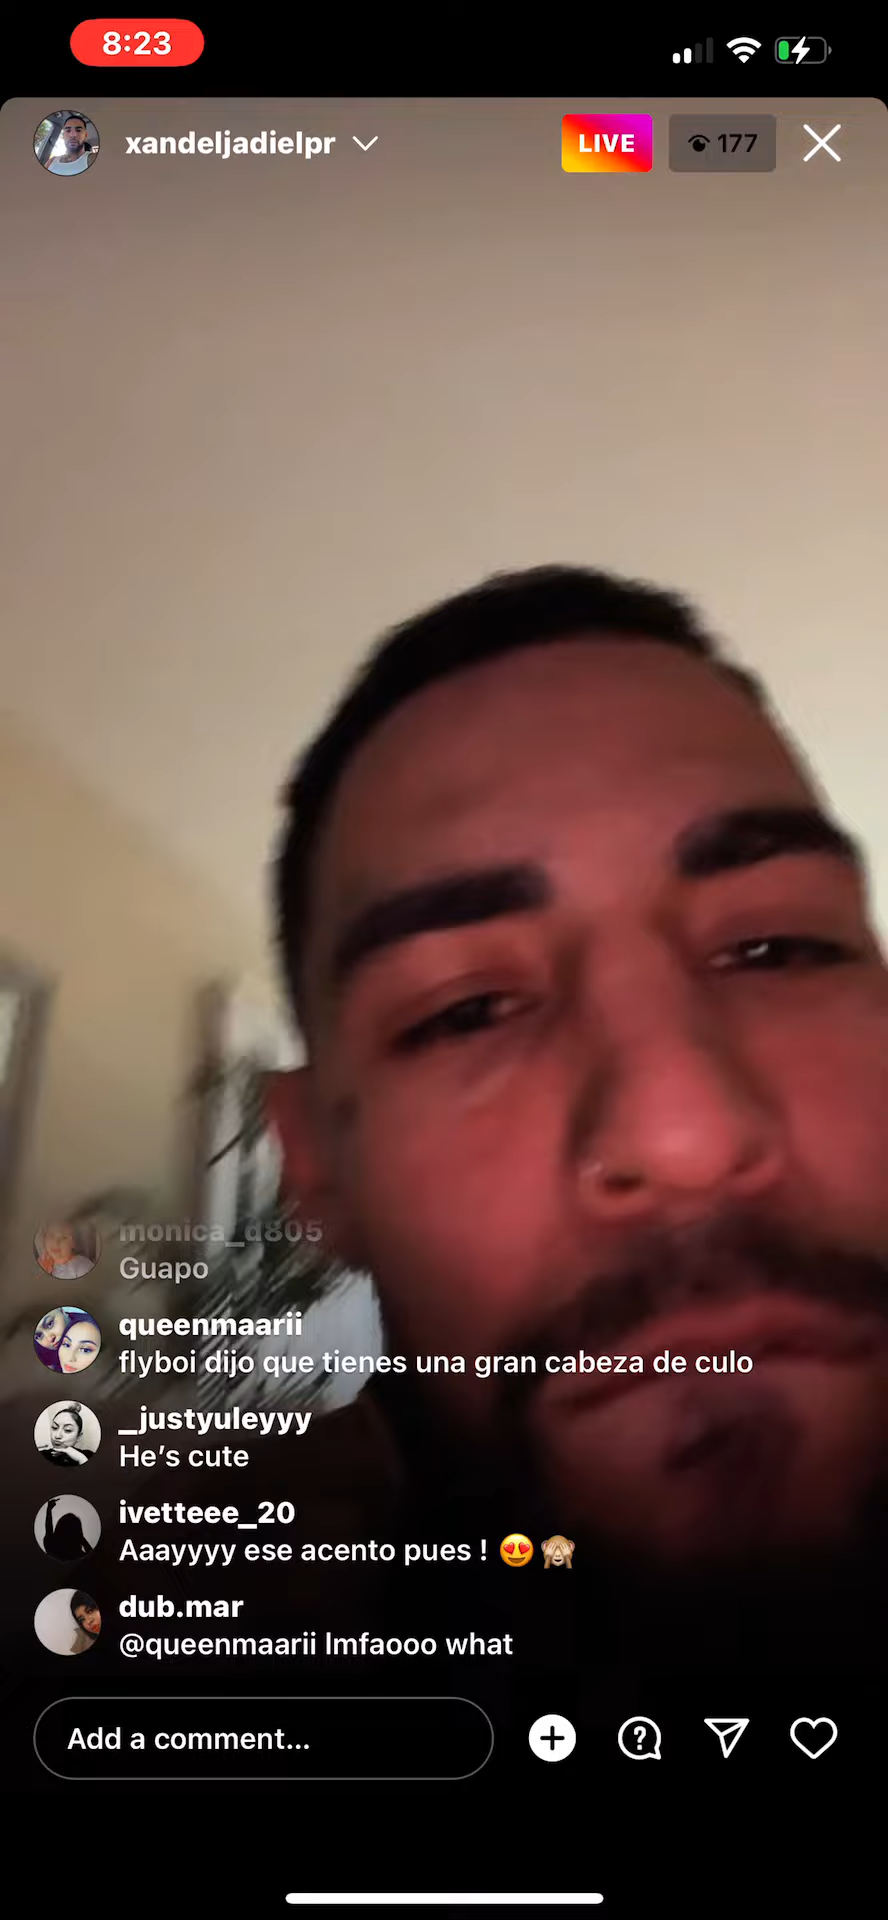 8:23
xandeljadielpr
LIVE
177
monica_d805
Guapo
queenmaarii
flyboi dijo que tienes una gran cabeza de culo
_justyuleyyy
He’s cute
ivetteee_20
Aaayyyy ese acento pues ! 😍🙈
dub.mar
@queenmaarii lmfaooo what
Add a comment...